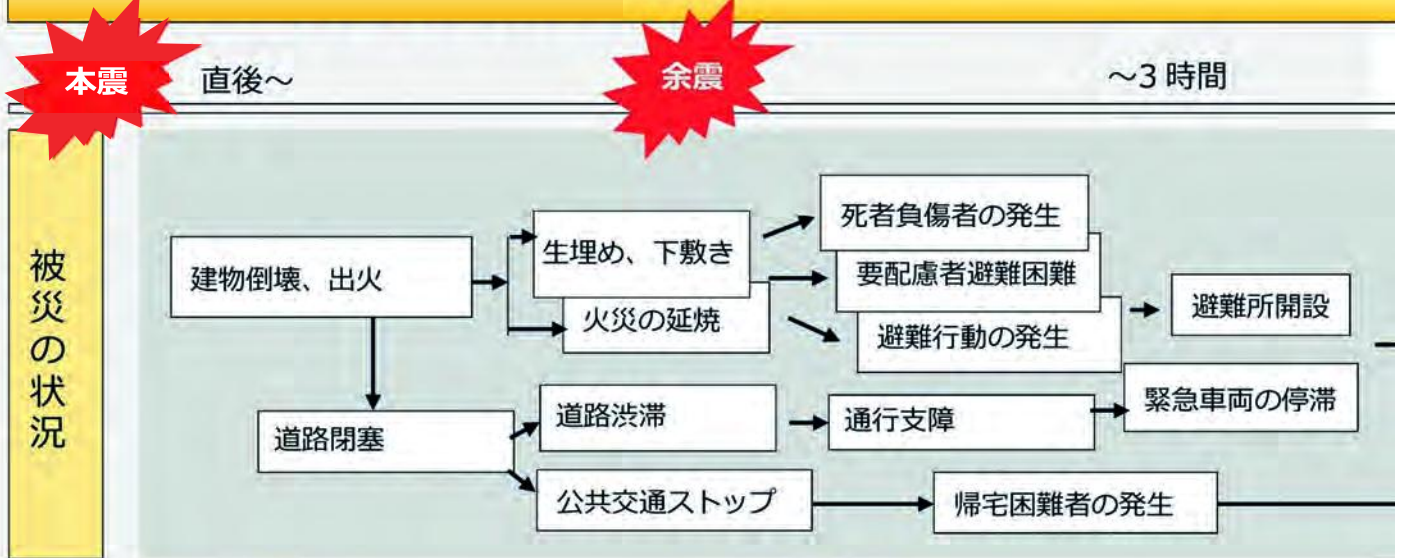 本震
直後～
余震
～3 時間
被災の状況
建物倒壊、出火
生埋め、下敷き
火災の延焼
死者負傷者の発生
要配慮者避難困難
避難行動の発生
避難所開設
道路閉塞
道路渋滞
通行支障
緊急車両の停滞
公共交通ストップ
帰宅困難者の発生